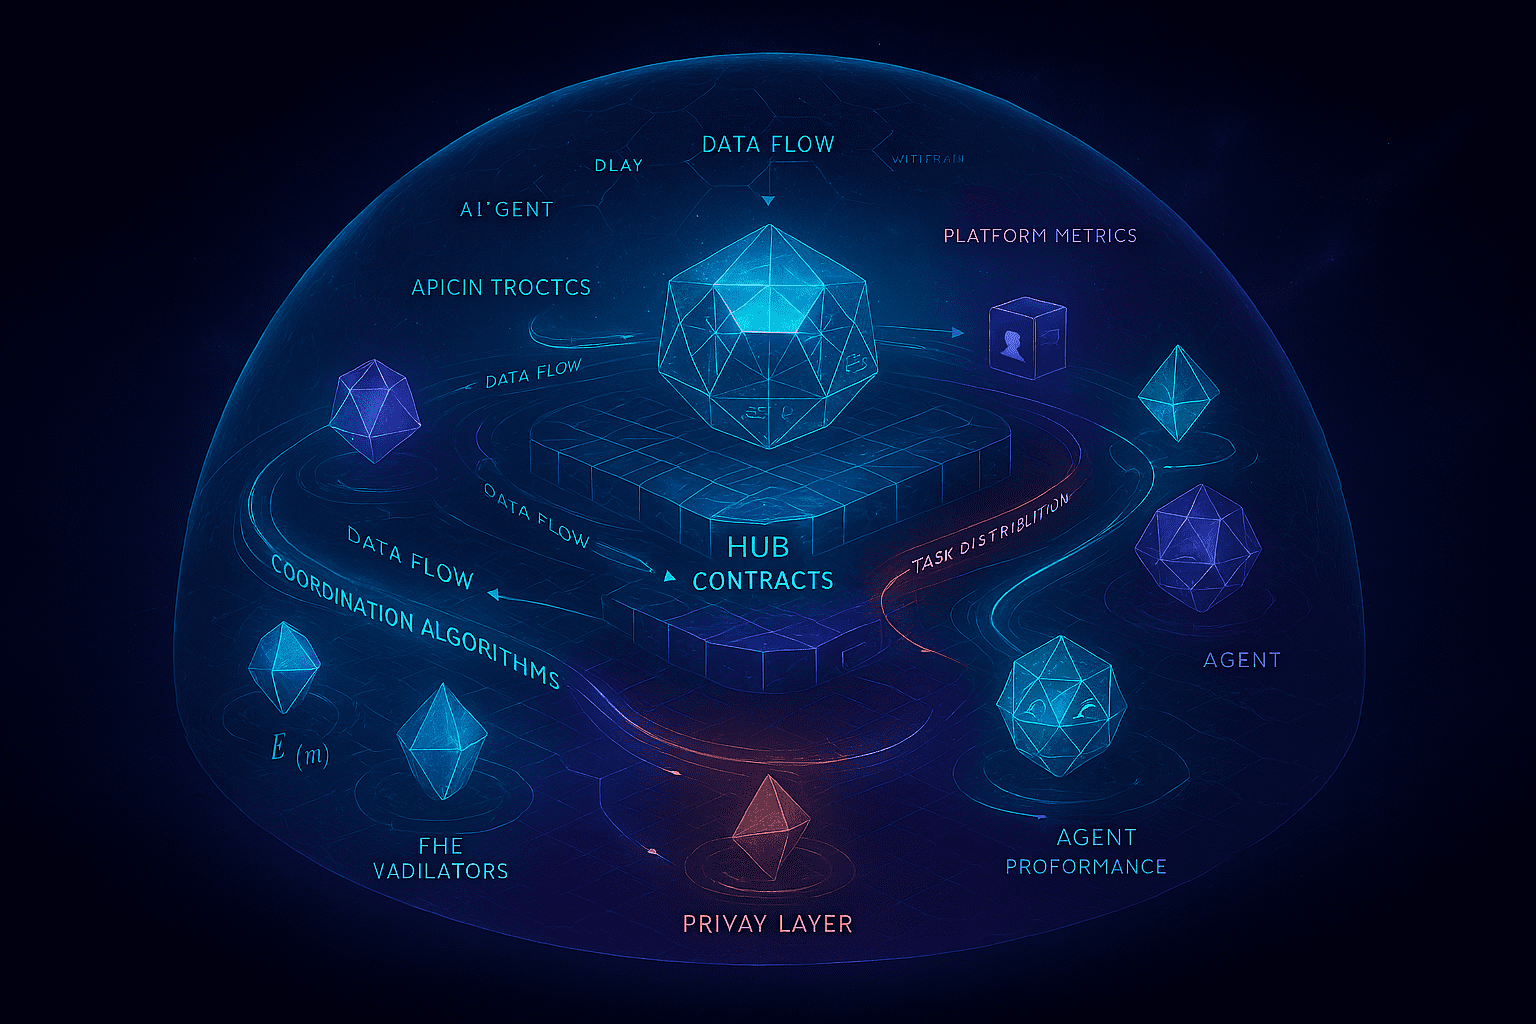 DATA FLOW
DLAY
AI'GENT
PLATFORM METRICS
APICIN TROCTCS
DATA FLOW
DATA FLOW
TASK DISTRIBLITION
HUB
CONTRACTS
DATA FLOW
COORDINATION ALGORITHMS
AGENT
E (m)
FHE
VADILATORS
AGENT
PROFORMANCE
PRIVAY LAYER